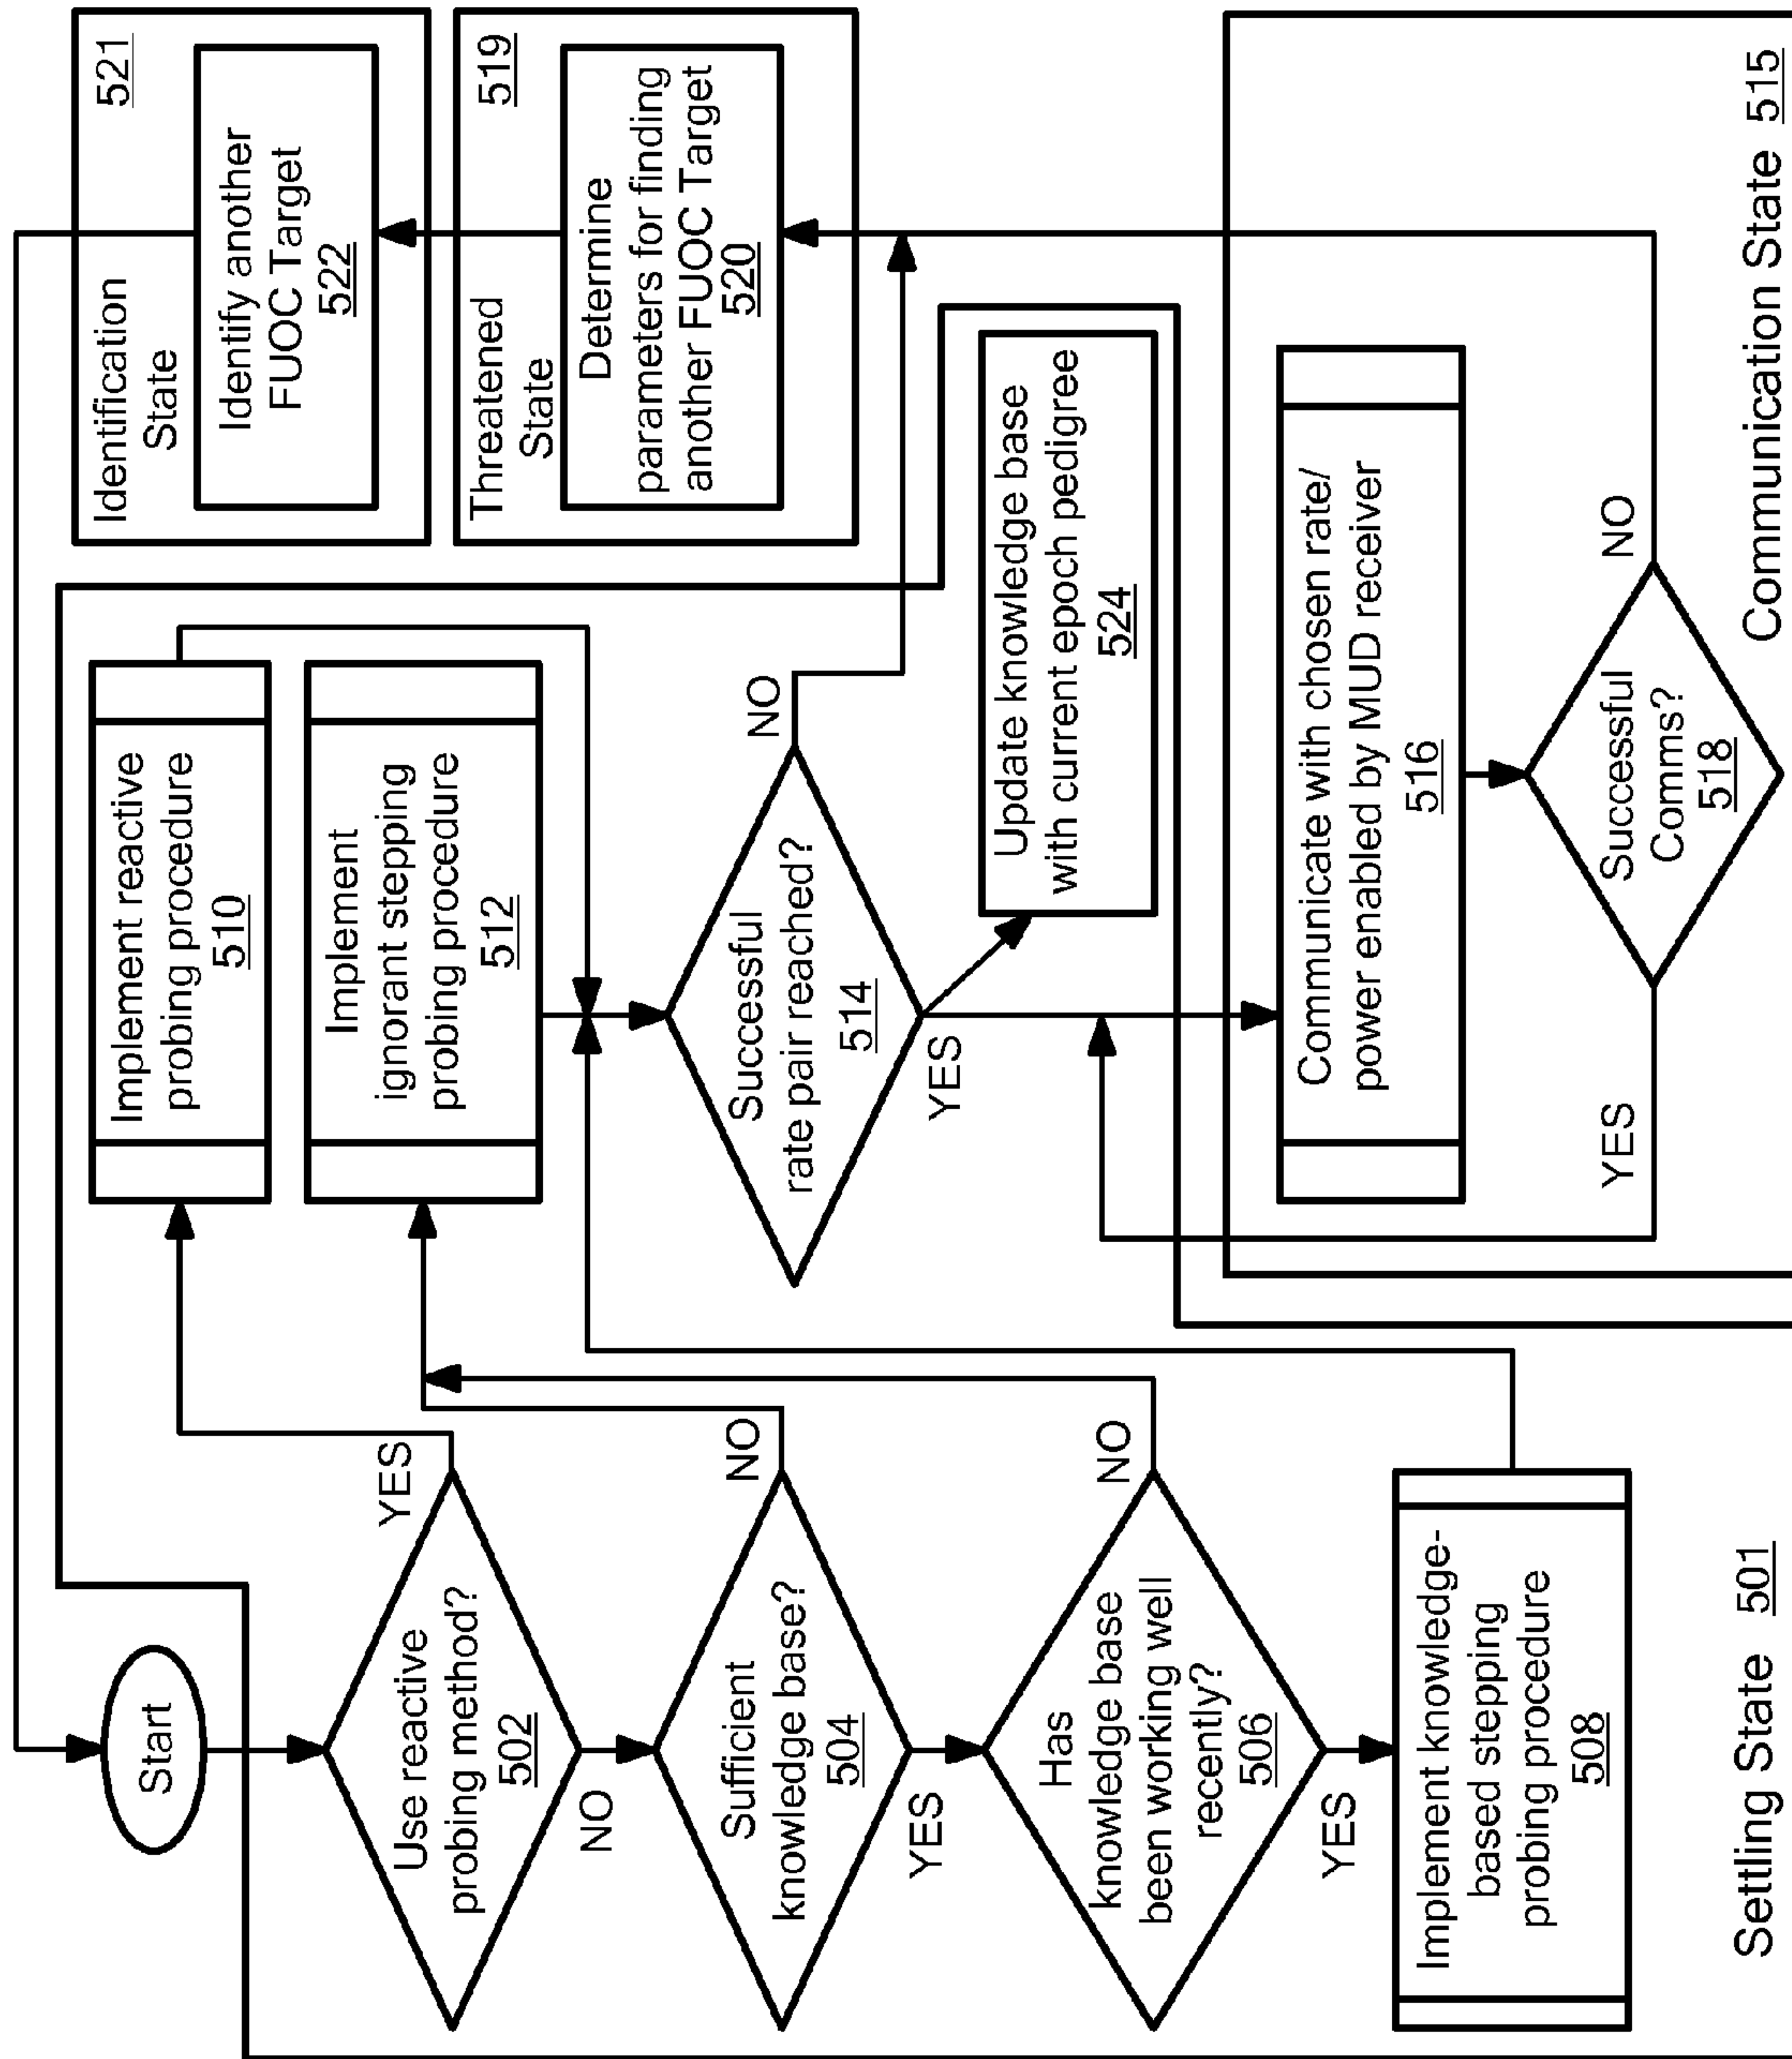 Start
Use reactive
probing method?
502
YES
NO
Sufficient
knowledge base?
504
NO
YES
Has
knowledge base
been working well
recently?
506
NO
YES
Implement knowledge-
based stepping
probing procedure
508
Settling State 501
Implement reactive
probing procedure
510
Implement
ignorant stepping
probing procedure
512
Successful
rate pair reached?
514
NO
YES
Update knowledge base
with current epoch pedigree
524
Communicate with chosen rate/
power enabled by MUD receiver
516
Successful
Comms?
518
YES
NO
Communication State 515
Identification
State
521
Identify another
FUOC Target
522
Threatened
State
519
Determine
parameters for finding
another FUOC Target
520